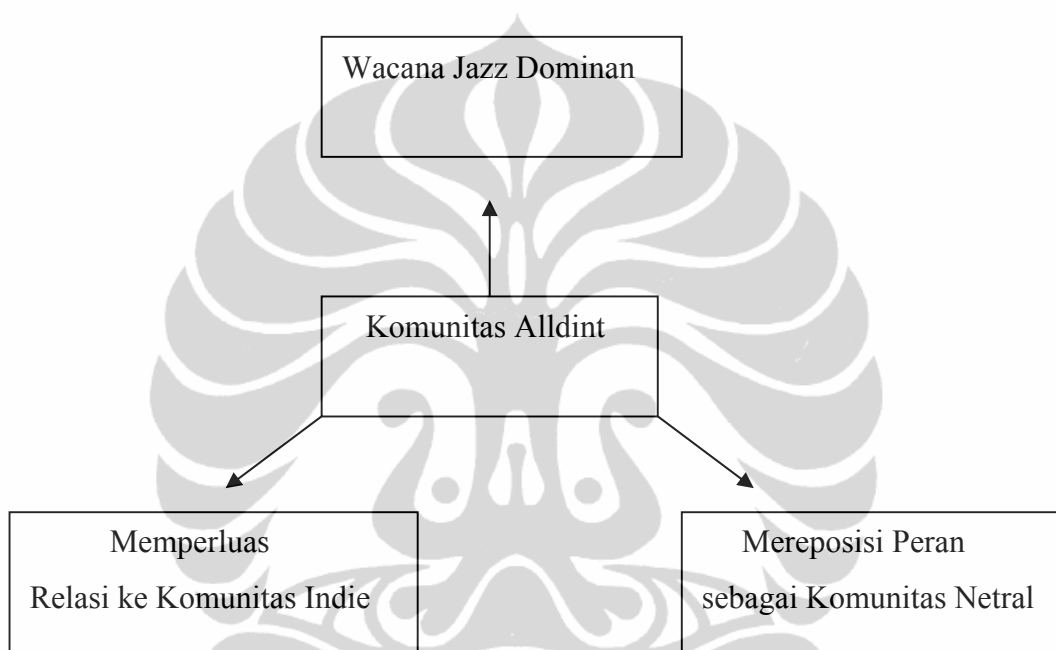 Wacana Jazz Dominan
Komunitas Alldint
Memperluas
Relasi ke Komunitas Indie
Mereposisi Peran
sebagai Komunitas Netral